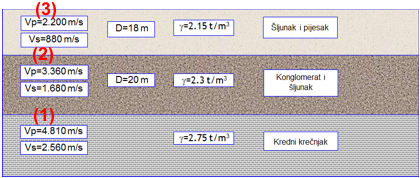 (3)
Vp=2.200 m/s
Vs=880 m/s
D=18 m
γ=2.15 t/m³
Šljunak i pijesak
(2)
Vp=3.360 m/s
Vs=1.680 m/s
D=20 m
γ=2.3 t/m³
Konglomerat i
šljunak
(1)
Vp=4.810 m/s
Vs=2.560 m/s
γ=2.75 t/m³
Kredni krečnjak